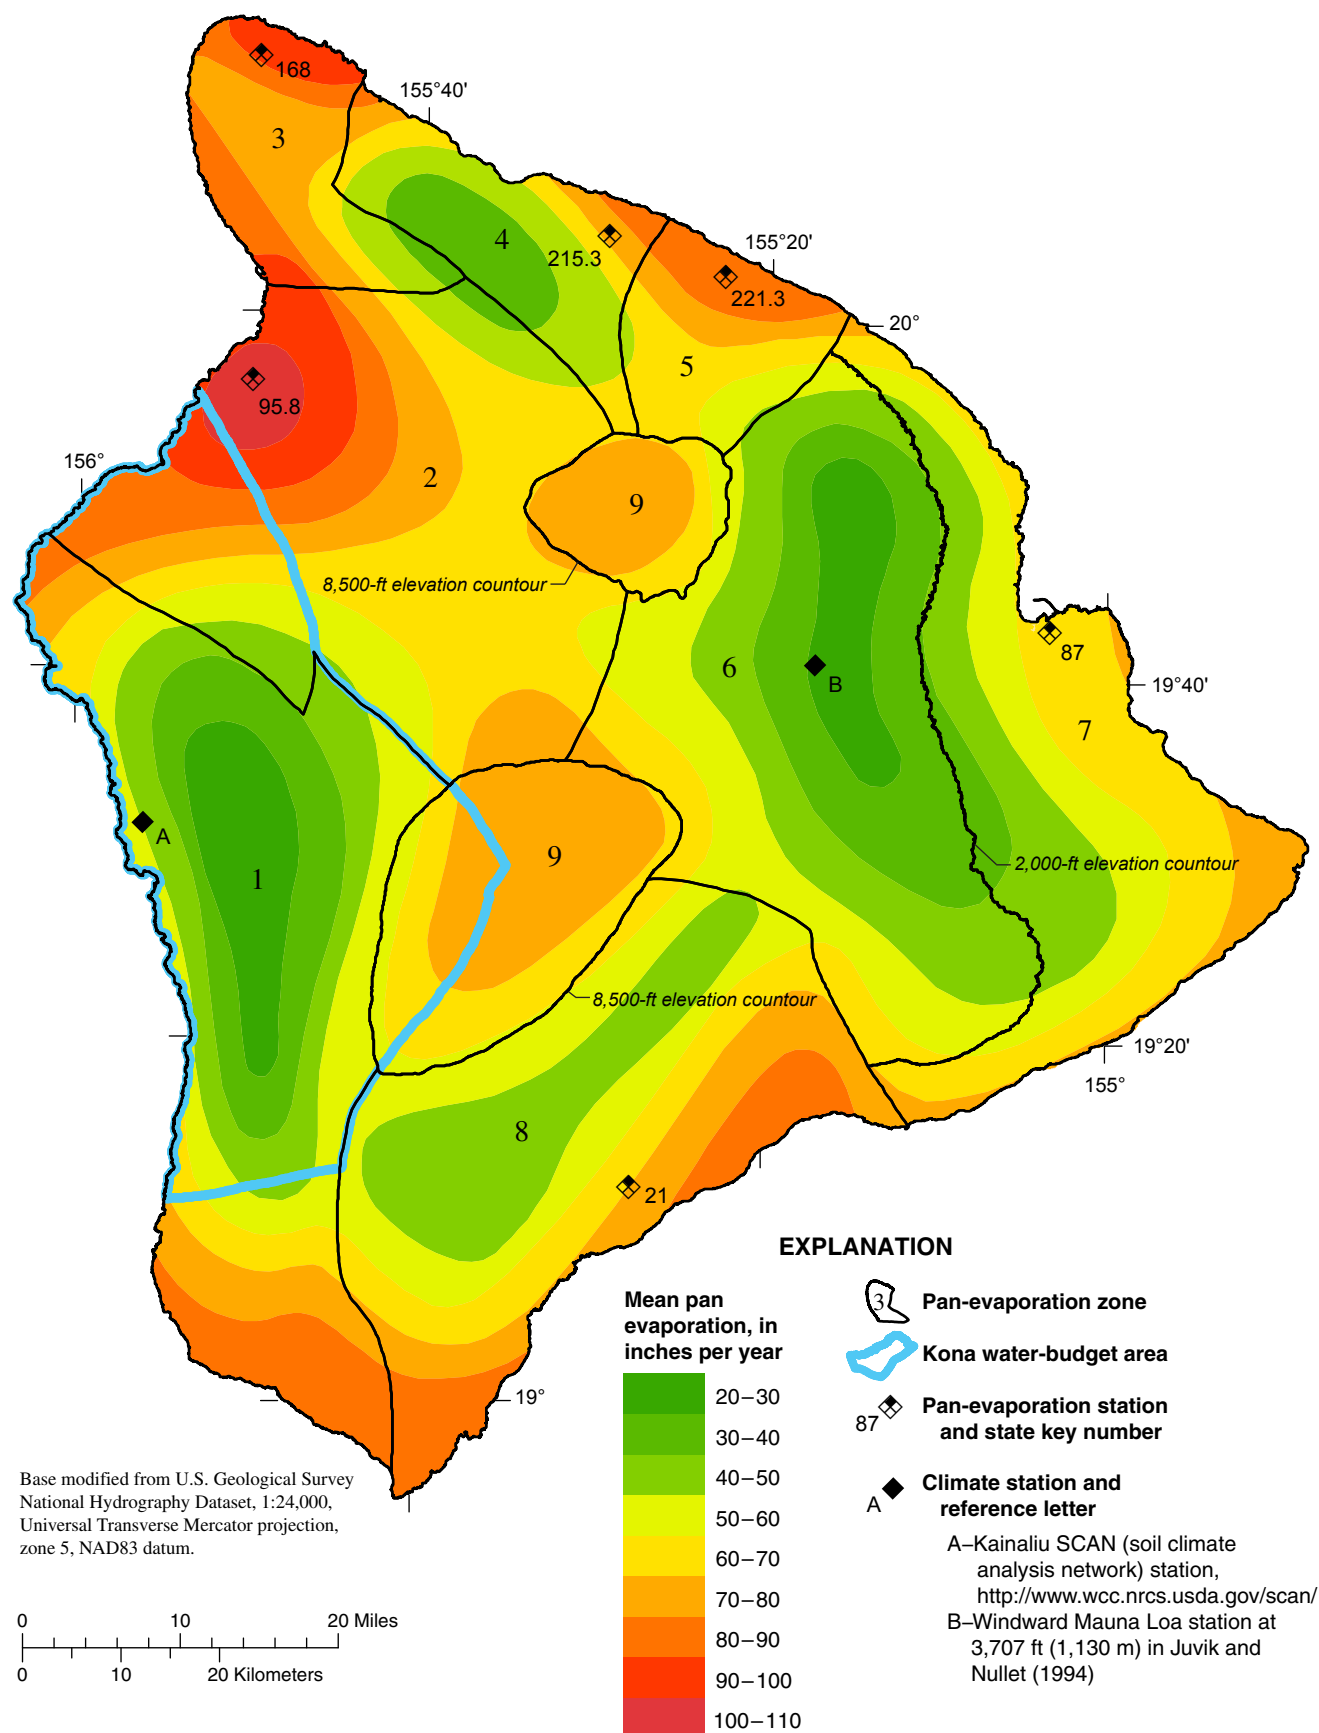 168
155°40'
3
4
215.3
155°20'
221.3
20°
5
95.8
156°
2
9
8,500-ft elevation countour
87
6
19°40'
B
7
A
9
2,000-ft elevation countour
1
8,500-ft elevation countour
19°20'
155°
8
21
EXPLANATION
Mean pan
evaporation, in
inches per year
20–30
30–40
40–50
50–60
60–70
70–80
80–90
90–100
100–110
3
Pan-evaporation zone
Kona water-budget area
87
Pan-evaporation station
and state key number
A
Climate station and
reference letter
A–Kainaliu SCAN (soil climate
analysis network) station,
http://www.wcc.nrcs.usda.gov/scan/
B–Windward Mauna Loa station at
3,707 ft (1,130 m) in Juvik and
Nullet (1994)
19°
Base modified from U.S. Geological Survey
National Hydrography Dataset, 1:24,000,
Universal Transverse Mercator projection,
zone 5, NAD83 datum.
0 10 20 Miles
0 10 20 Kilometers